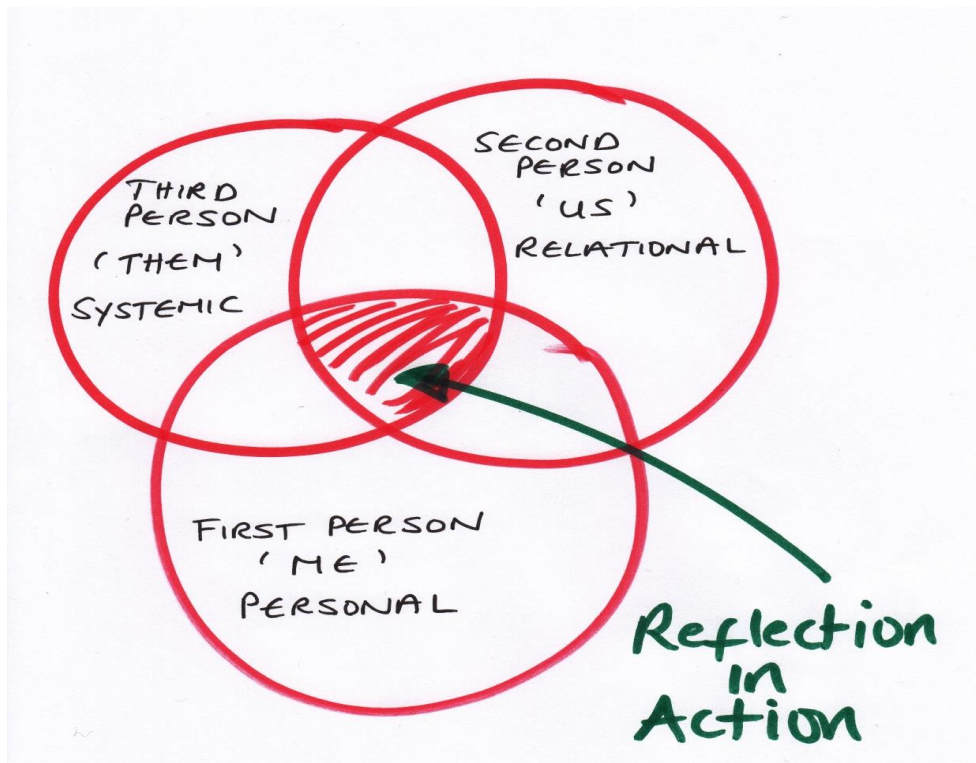 THIRD
PERSON
'THEM'
SYSTEMIC
SECOND
PERSON
'US'
RELATIONAL
FIRST PERSON
'ME'
PERSONAL
Reflection
in
Action